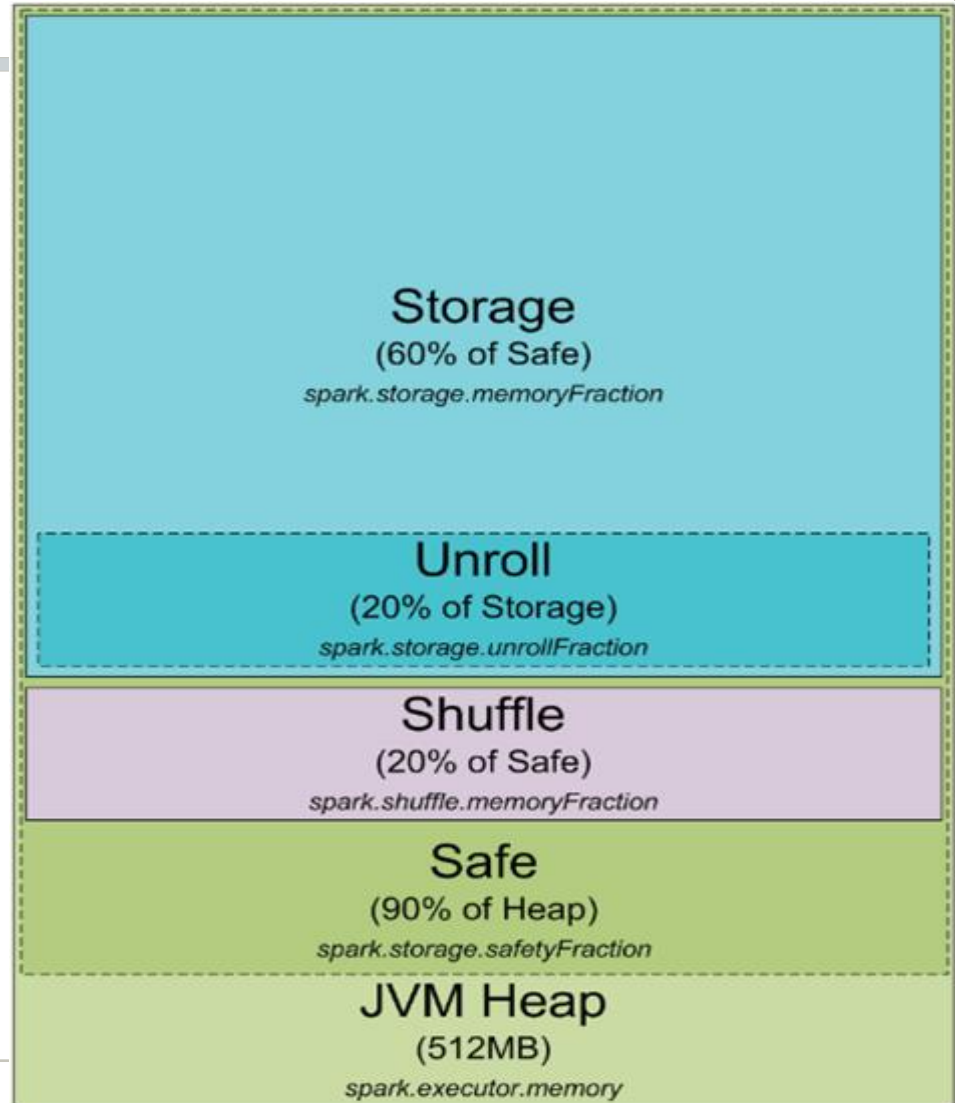 Storage
(60% of Safe)
spark.storage.memoryFraction
Unroll
(20% of Storage)
spark.storage.unrollFraction
Shuffle
(20% of Safe)
spark.shuffle.memoryFraction
Safe
(90% of Heap)
spark.storage.safetyFraction
JVM Heap
(512MB)
spark.executor.memory